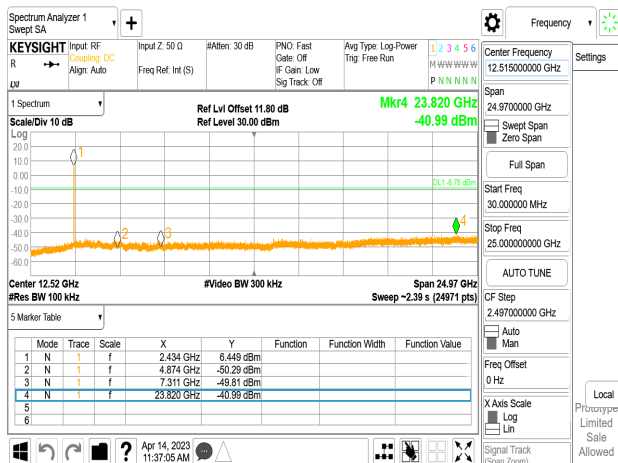 Spectrum Analyzer 1
Swept SA
Frequency
KEYSIGHT
Input: RF
Input Z: 50 Ω
#Atten: 30 dB
PNO: Fast
Avg Type: Log-Power
1 2 3 4 5 6
R
Coupling: DC
Gate: Off
Trig: Free Run
M W W W W W
Align: Auto
Freq Ref: Int (S)
IF Gain: Low
Sig Track: Off
P N N N N N
LXI
1 Spectrum
Ref Lvl Offset 11.80 dB
Mkr4 23.820 GHz
Scale/Div 10 dB
Ref Level 30.00 dBm
-40.99 dBm
Log
20.0
10.0
0.00
-10.0
-20.0
-30.0
-40.0
-50.0
-60.0
1
2
3
4
DL1 -8.78 dBm
Center 12.52 GHz
#Video BW 300 kHz
Span 24.97 GHz
#Res BW 100 kHz
Sweep ~2.39 s (24971 pts)
5 Marker Table
Mode Trace Scale X Y Function Function Width Function Value
1 N 1 f 2.434 GHz 6.449 dBm
2 N 1 f 4.874 GHz -50.29 dBm
3 N 1 f 7.311 GHz -49.81 dBm
4 N 1 f 23.820 GHz -40.99 dBm
5
6
?
Apr 14, 2023
11:37:05 AM
Center Frequency
12.515000000 GHz
Settings
Span
24.9700000 GHz
Swept Span
Zero Span
Full Span
Start Freq
30.000000 MHz
Stop Freq
25.000000000 GHz
AUTO TUNE
CF Step
2.497000000 GHz
Auto
Man
Freq Offset
0 Hz
X Axis Scale
Log
Lin
Signal Track
(Span Zoom)
Local
Prototype
Limited
Sale
Allowed